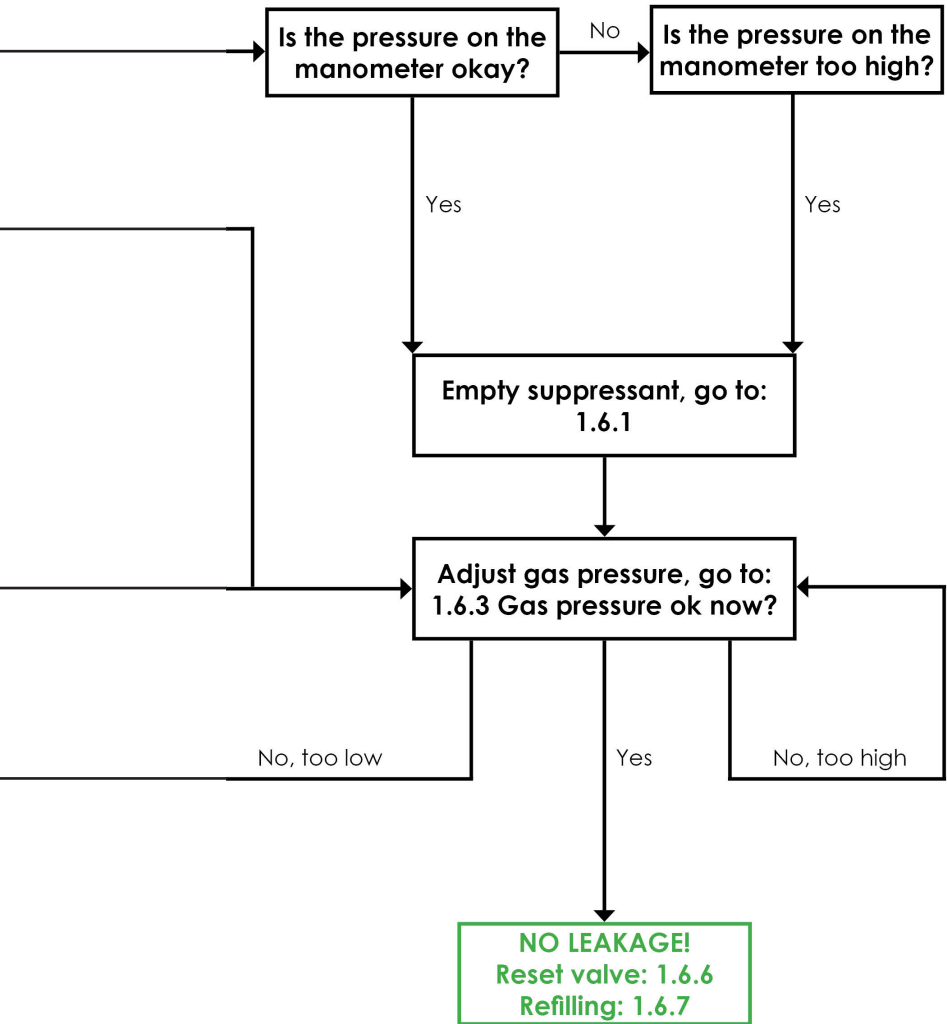 Is the pressure on the
manometer okay?
No
Is the pressure on the
manometer too high?
Yes
Yes
Empty suppressant, go to:
1.6.1
Adjust gas pressure, go to:
1.6.3 Gas pressure ok now?
No, too low
Yes
No, too high
NO LEAKAGE!
Reset valve: 1.6.6
Refilling: 1.6.7